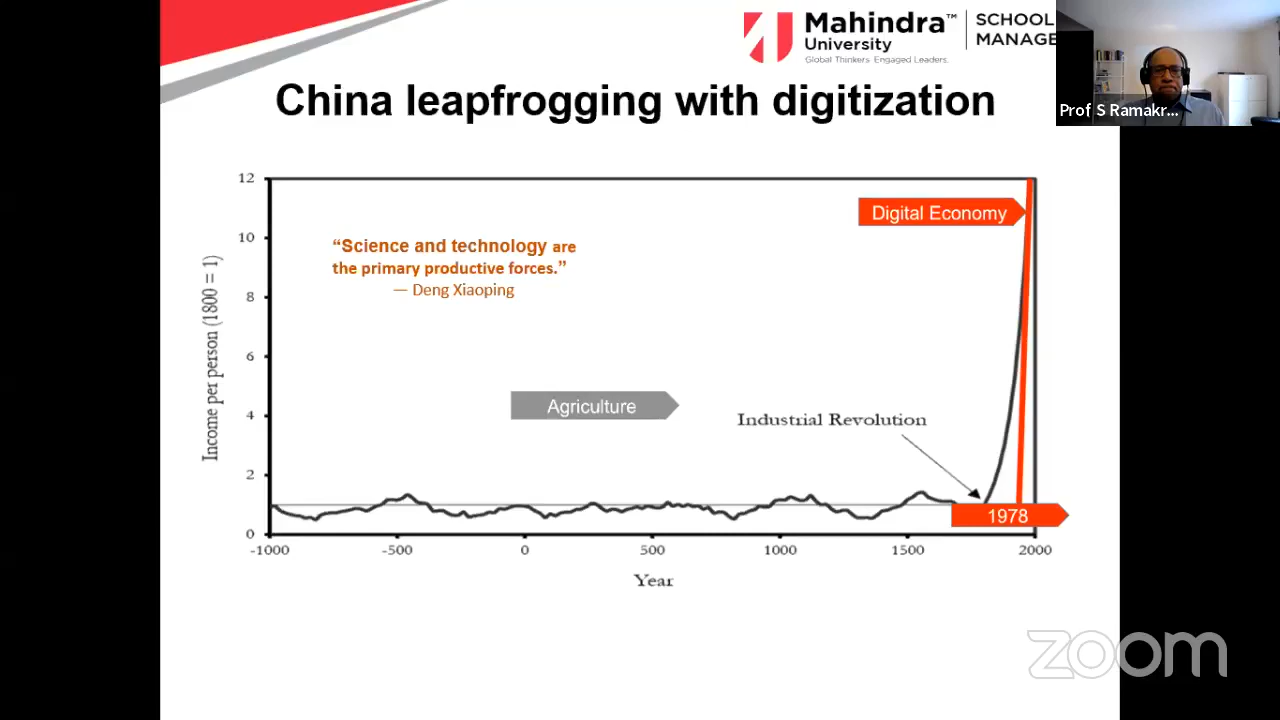 Mahindra™
University
Global Thinkers. Engaged Leaders.
SCHOOL
MANAGE
Prof S Ramakr...
China leapfrogging with digitization
12
10
8
6
4
2
0
Income per person (1800 = 1)
“Science and technology are
the primary productive forces.”
— Deng Xiaoping
Digital Economy
Agriculture
Industrial Revolution
1978
-1000
-500
0
500
1000
1500
2000
Year
zoom